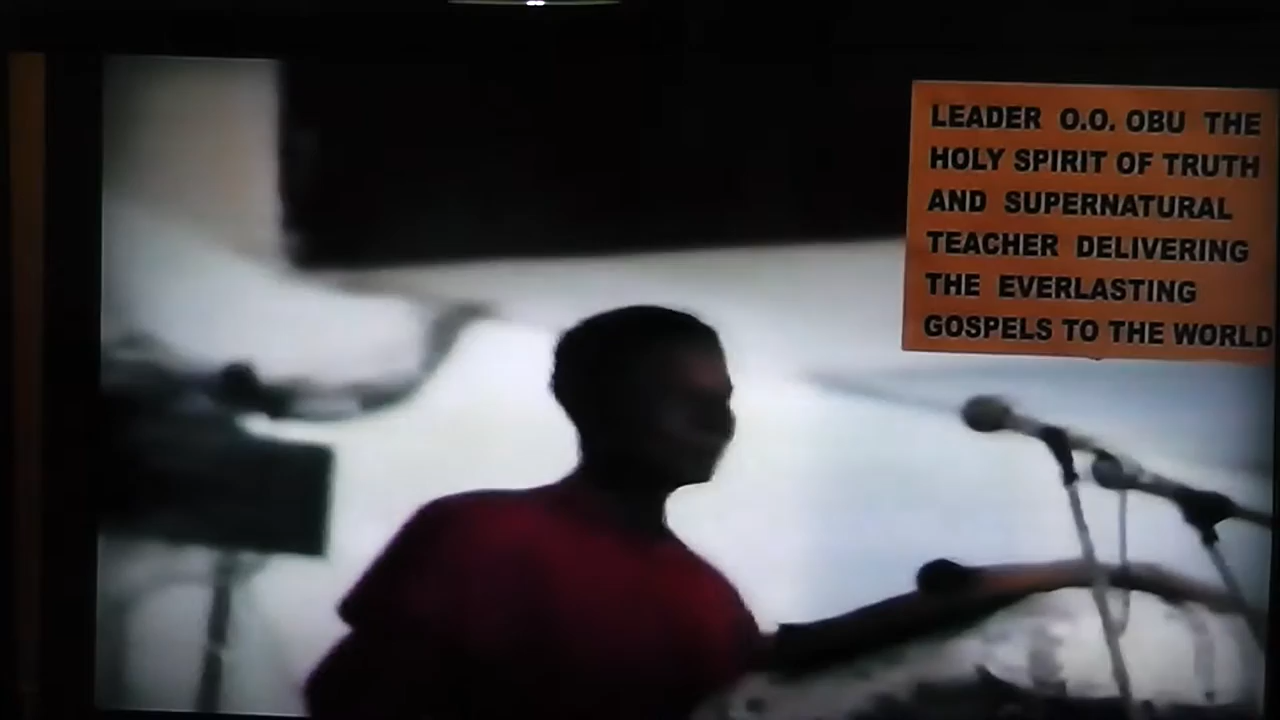 LEADER O.O. OBU THE
HOLY SPIRIT OF TRUTH
AND SUPERNATURAL
TEACHER DELIVERING
THE EVERLASTING
GOSPELS TO THE WORLD